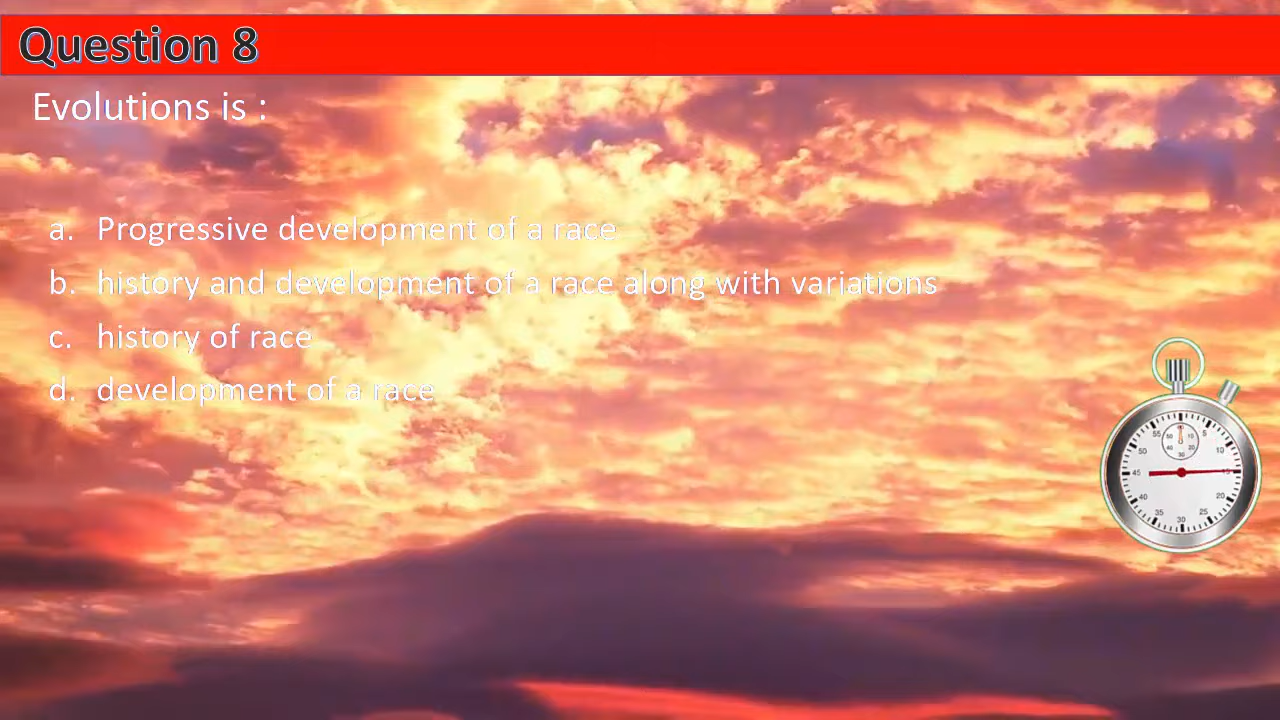 Question 8
Evolutions is :
a. Progressive development of a race
b. history and development of a race along with variations
c. history of race
d. development of a race